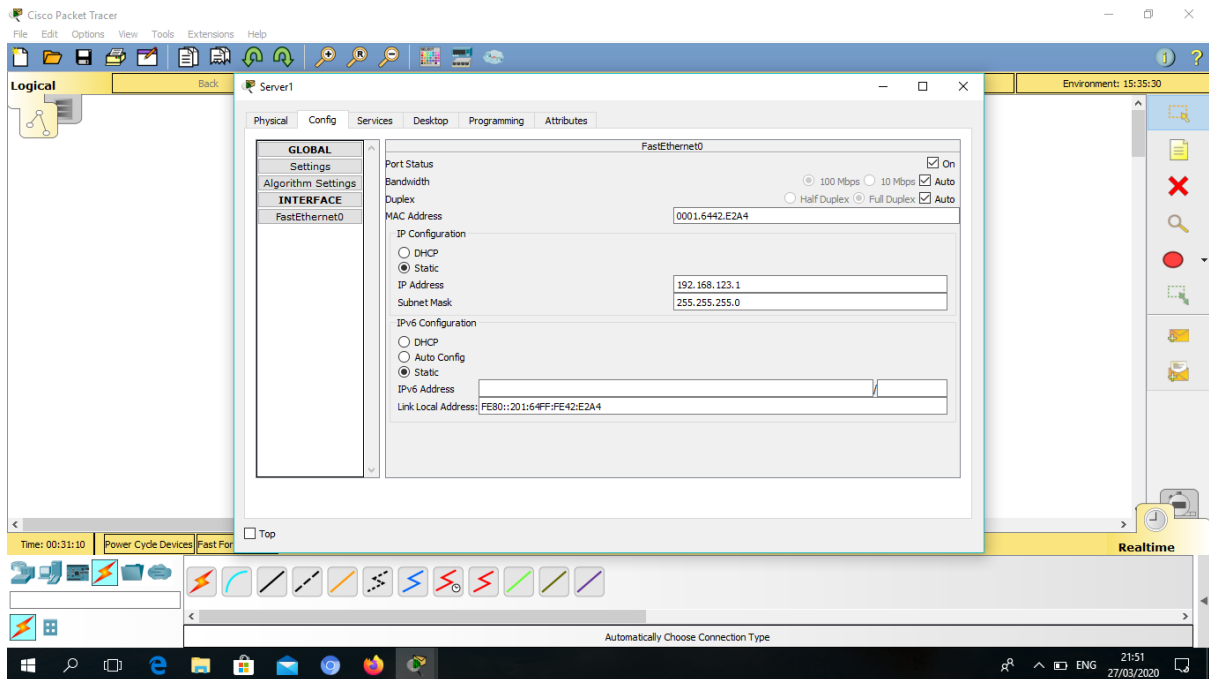 Cisco Packet Tracer
File Edit Options View Tools Extensions Help
Logical
Back
Environment: 15:35:30
Server1
Physical Config Services Desktop Programming Attributes
GLOBAL
Settings
Algorithm Settings
INTERFACE
FastEthernet0
FastEthernet0
Port Status On
Bandwidth 100 Mbps 10 Mbps Auto
Duplex Half Duplex Full Duplex Auto
MAC Address 0001.6442.E2A4
IP Configuration
DHCP
Static
IP Address 192.168.123.1
Subnet Mask 255.255.255.0
IPv6 Configuration
DHCP
Auto Config
Static
IPv6 Address /
Link Local Address: FE80::201:64FF:FE42:E2A4
Top
Time: 00:31:10 Power Cycle Devices Fast For
Realtime
Automatically Choose Connection Type
ENG
21:51
27/03/2020